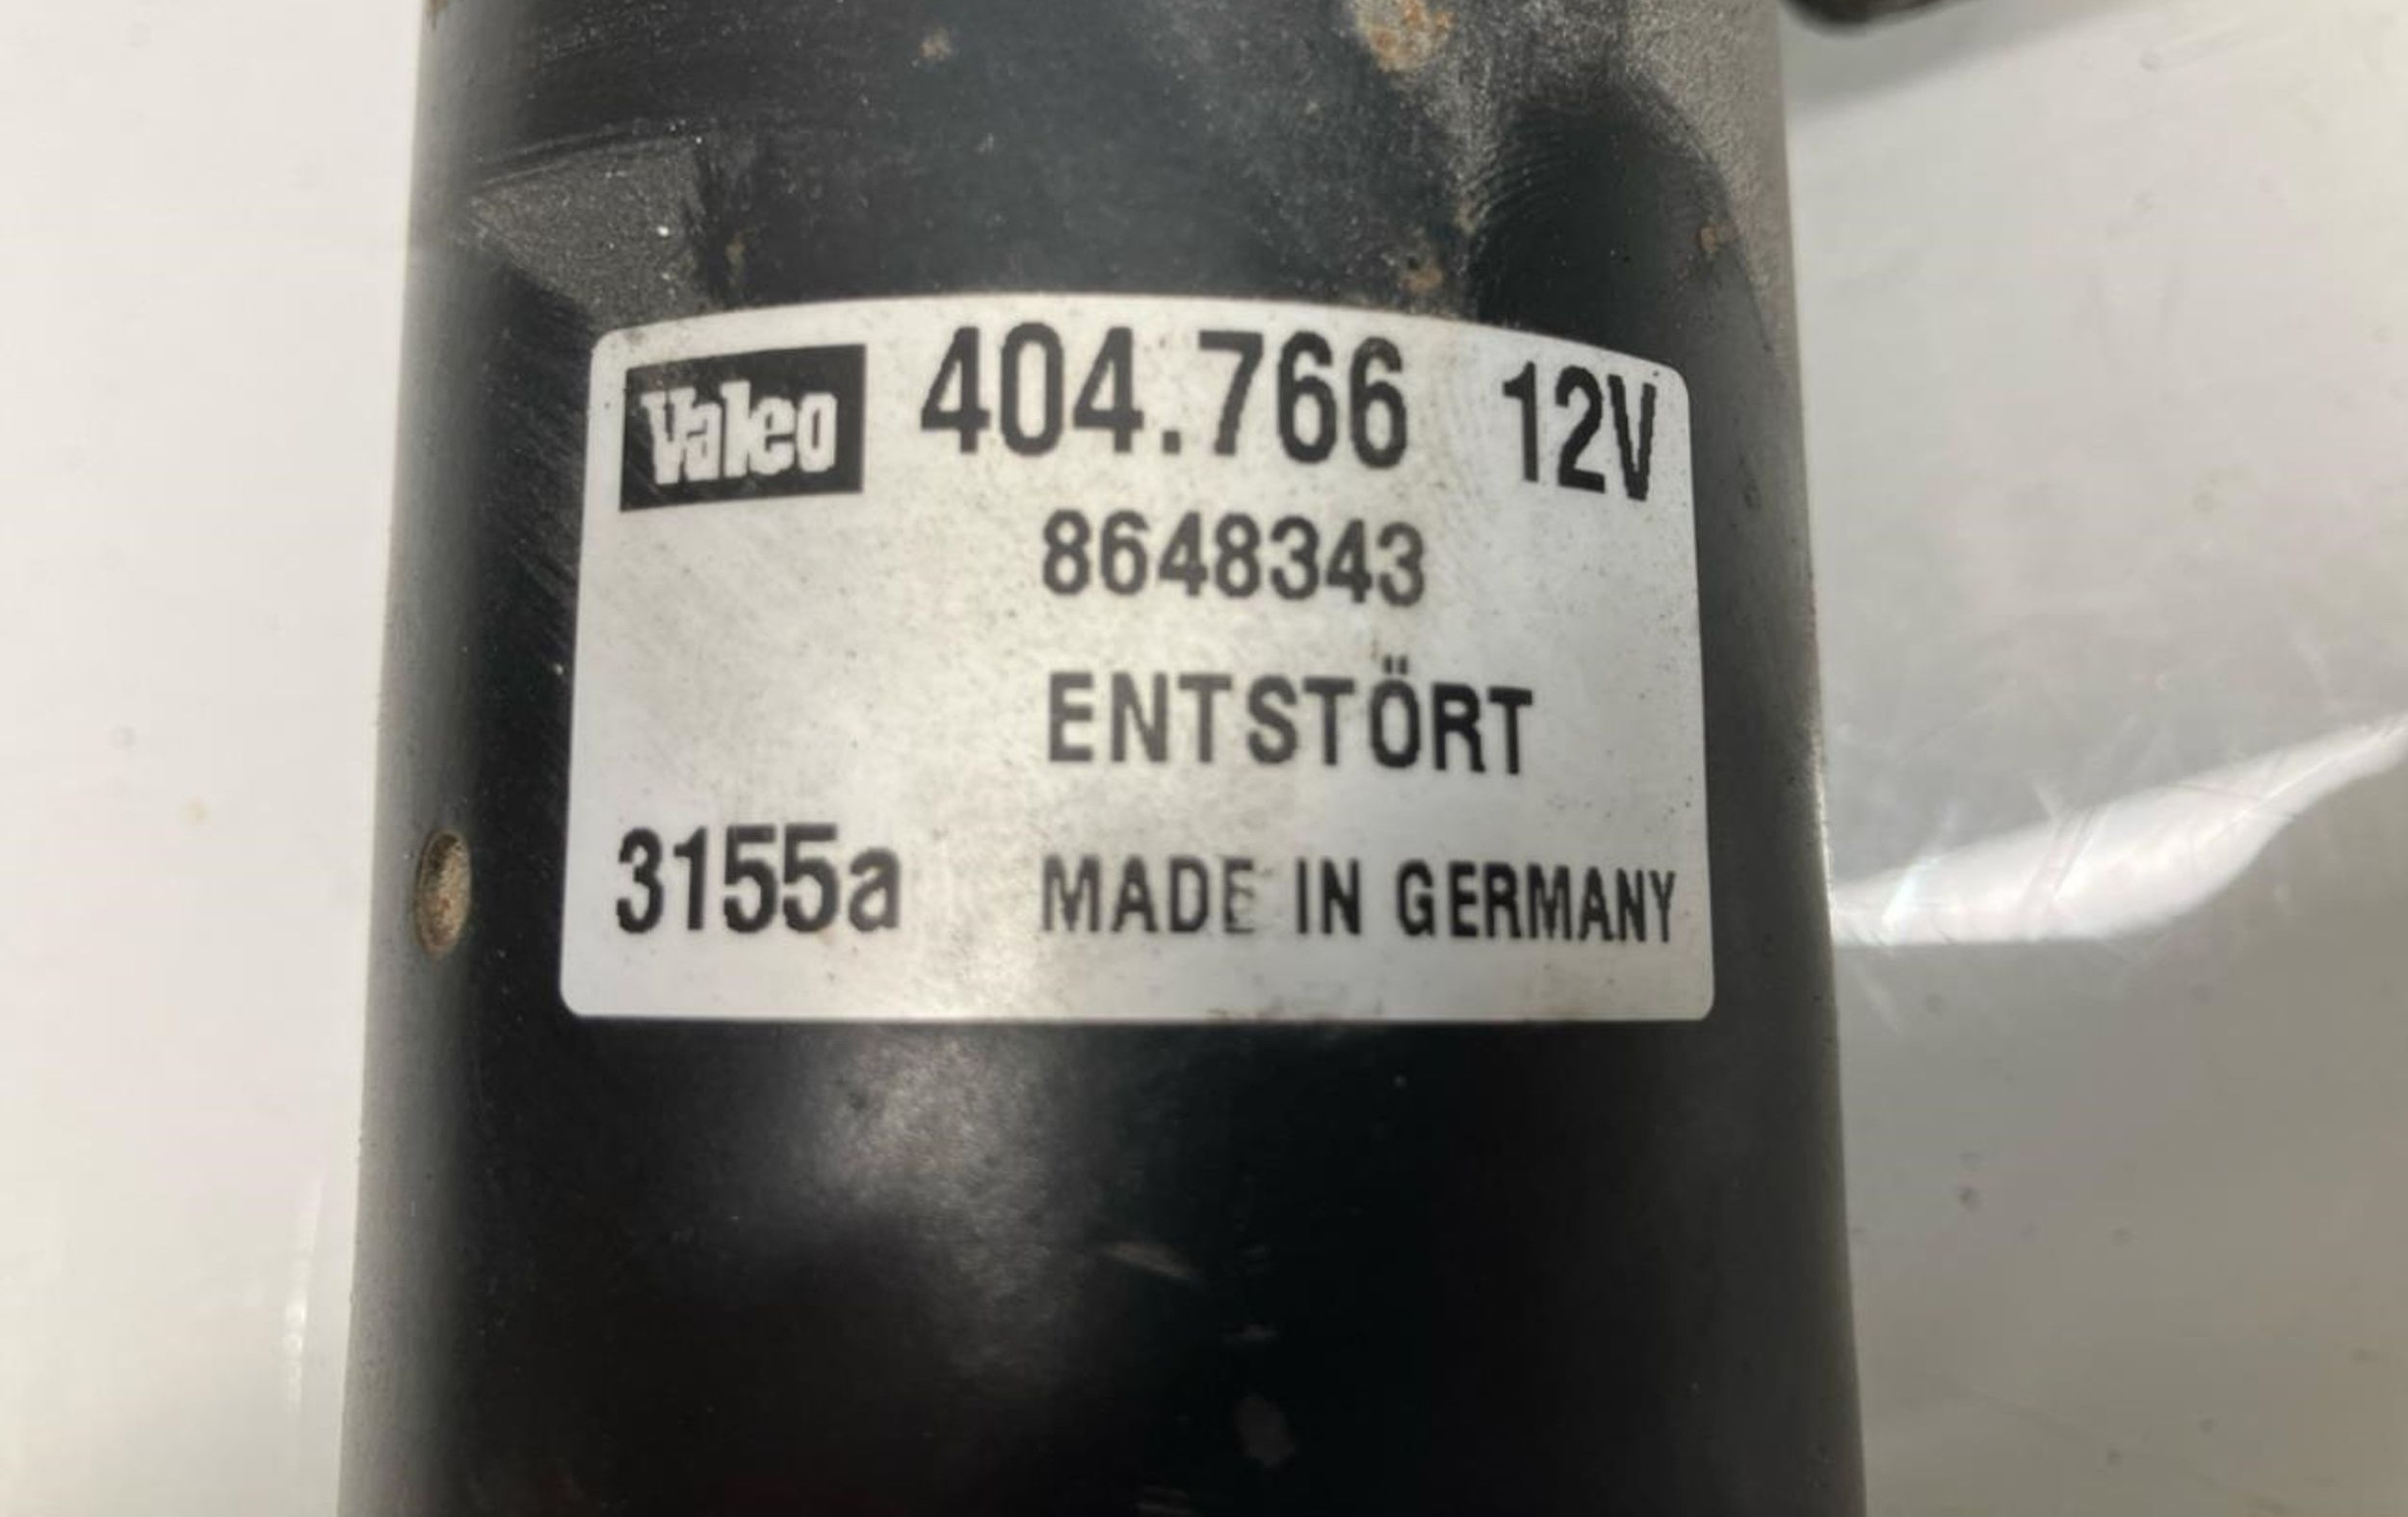 Valeo 404.766 12V
8648343
ENTSTÖRT
3155a MADE IN GERMANY